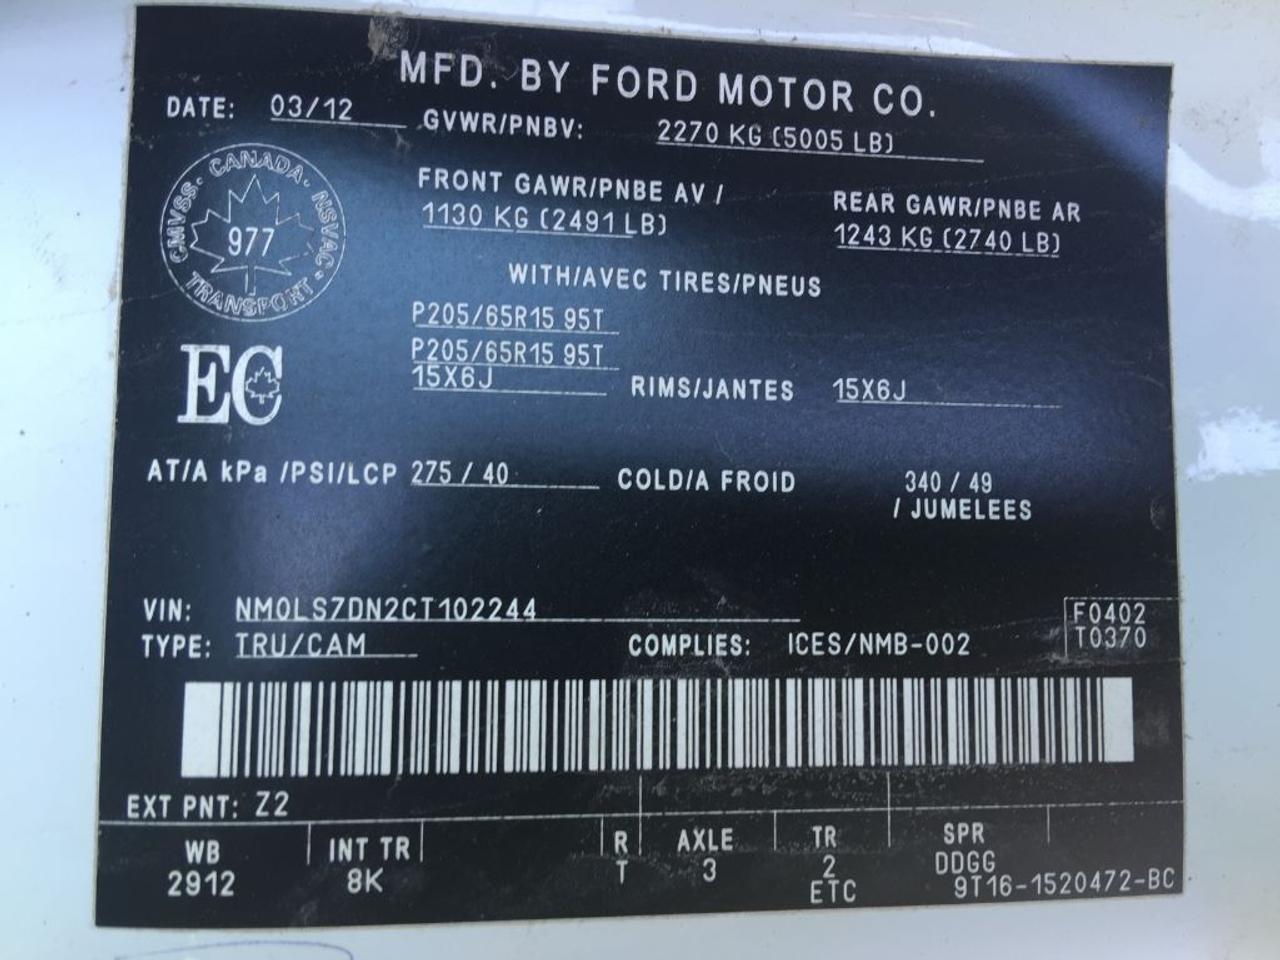 MFD. BY FORD MOTOR CO.
DATE: 03/12 GVWR/PNBV: 2270 KG (5005 LB)
CMVSS. CANADA. NSVAC.
977
TRANSPORT
FRONT GAWR/PNBE AV / REAR GAWR/PNBE AR
1130 KG (2491 LB) 1243 KG (2740 LB)
WITH/AVEC TIRES/PNEUS
P205/65R15 95T
P205/65R15 95T
15X6J RIMS/JANTES 15X6J
EC
AT/A kPa /PSI/LCP 275 / 40 COLD/A FROID 340 / 49
/ JUMELEES
VIN: NM0LS7DN2CT102244 F0402
TYPE: TRU/CAM COMPLIES: ICES/NMB-002 T0370
EXT PNT: Z2
WB INT TR R AXLE TR SPR
2912 8K T 3 2 DDGG
ETC 9T16-1520472-BC